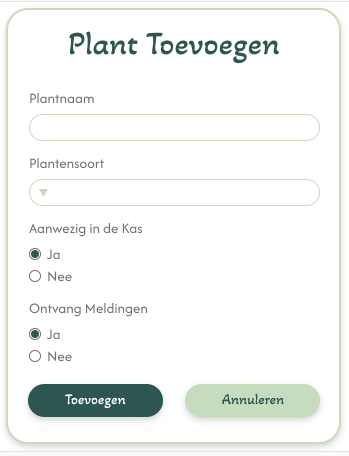 Plant Toevoegen
Plantnaam
Plantensoort
Aanwezig in de Kas
Ja
Nee
Ontvang Meldingen
Ja
Nee
Toevoegen
Annuleren